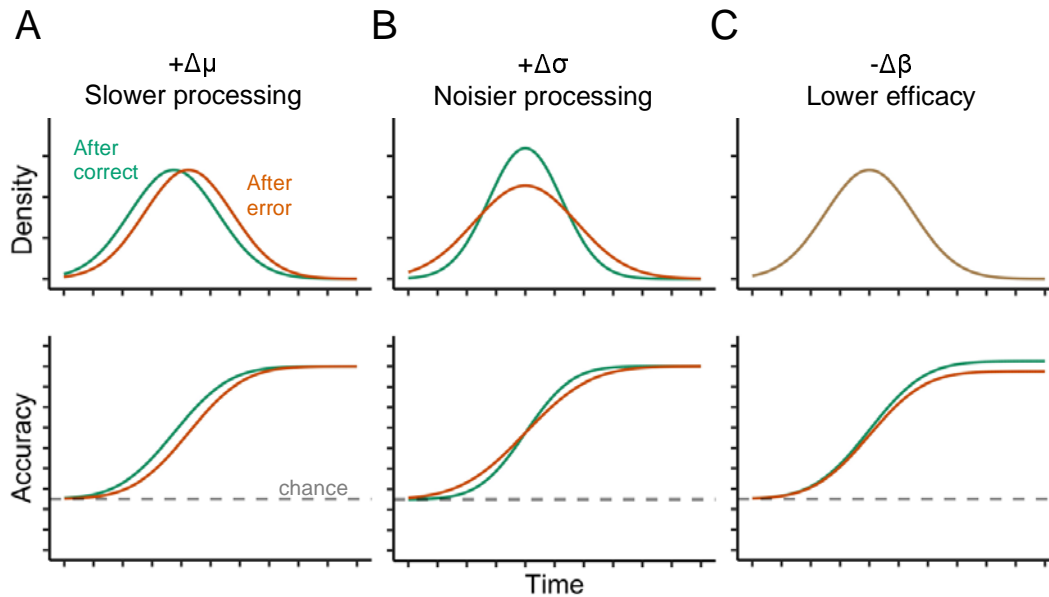 A
B
C
+Δμ
Slower processing
+Δσ
Noisier processing
-Δβ
Lower efficacy
Density
After
correct
After
error
Accuracy
chance
Time